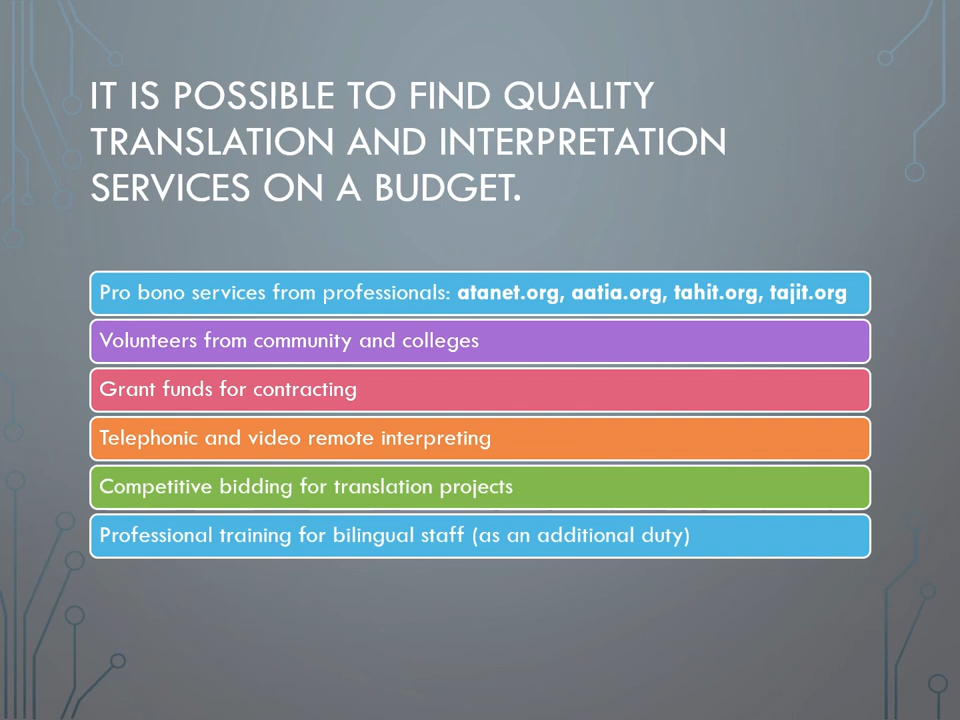 IT IS POSSIBLE TO FIND QUALITY
TRANSLATION AND INTERPRETATION
SERVICES ON A BUDGET.
Pro bono services from professionals: atanet.org, aatia.org, tahit.org, tajit.org
Volunteers from community and colleges
Grant funds for contracting
Telephonic and video remote interpreting
Competitive bidding for translation projects
Professional training for bilingual staff (as an additional duty)